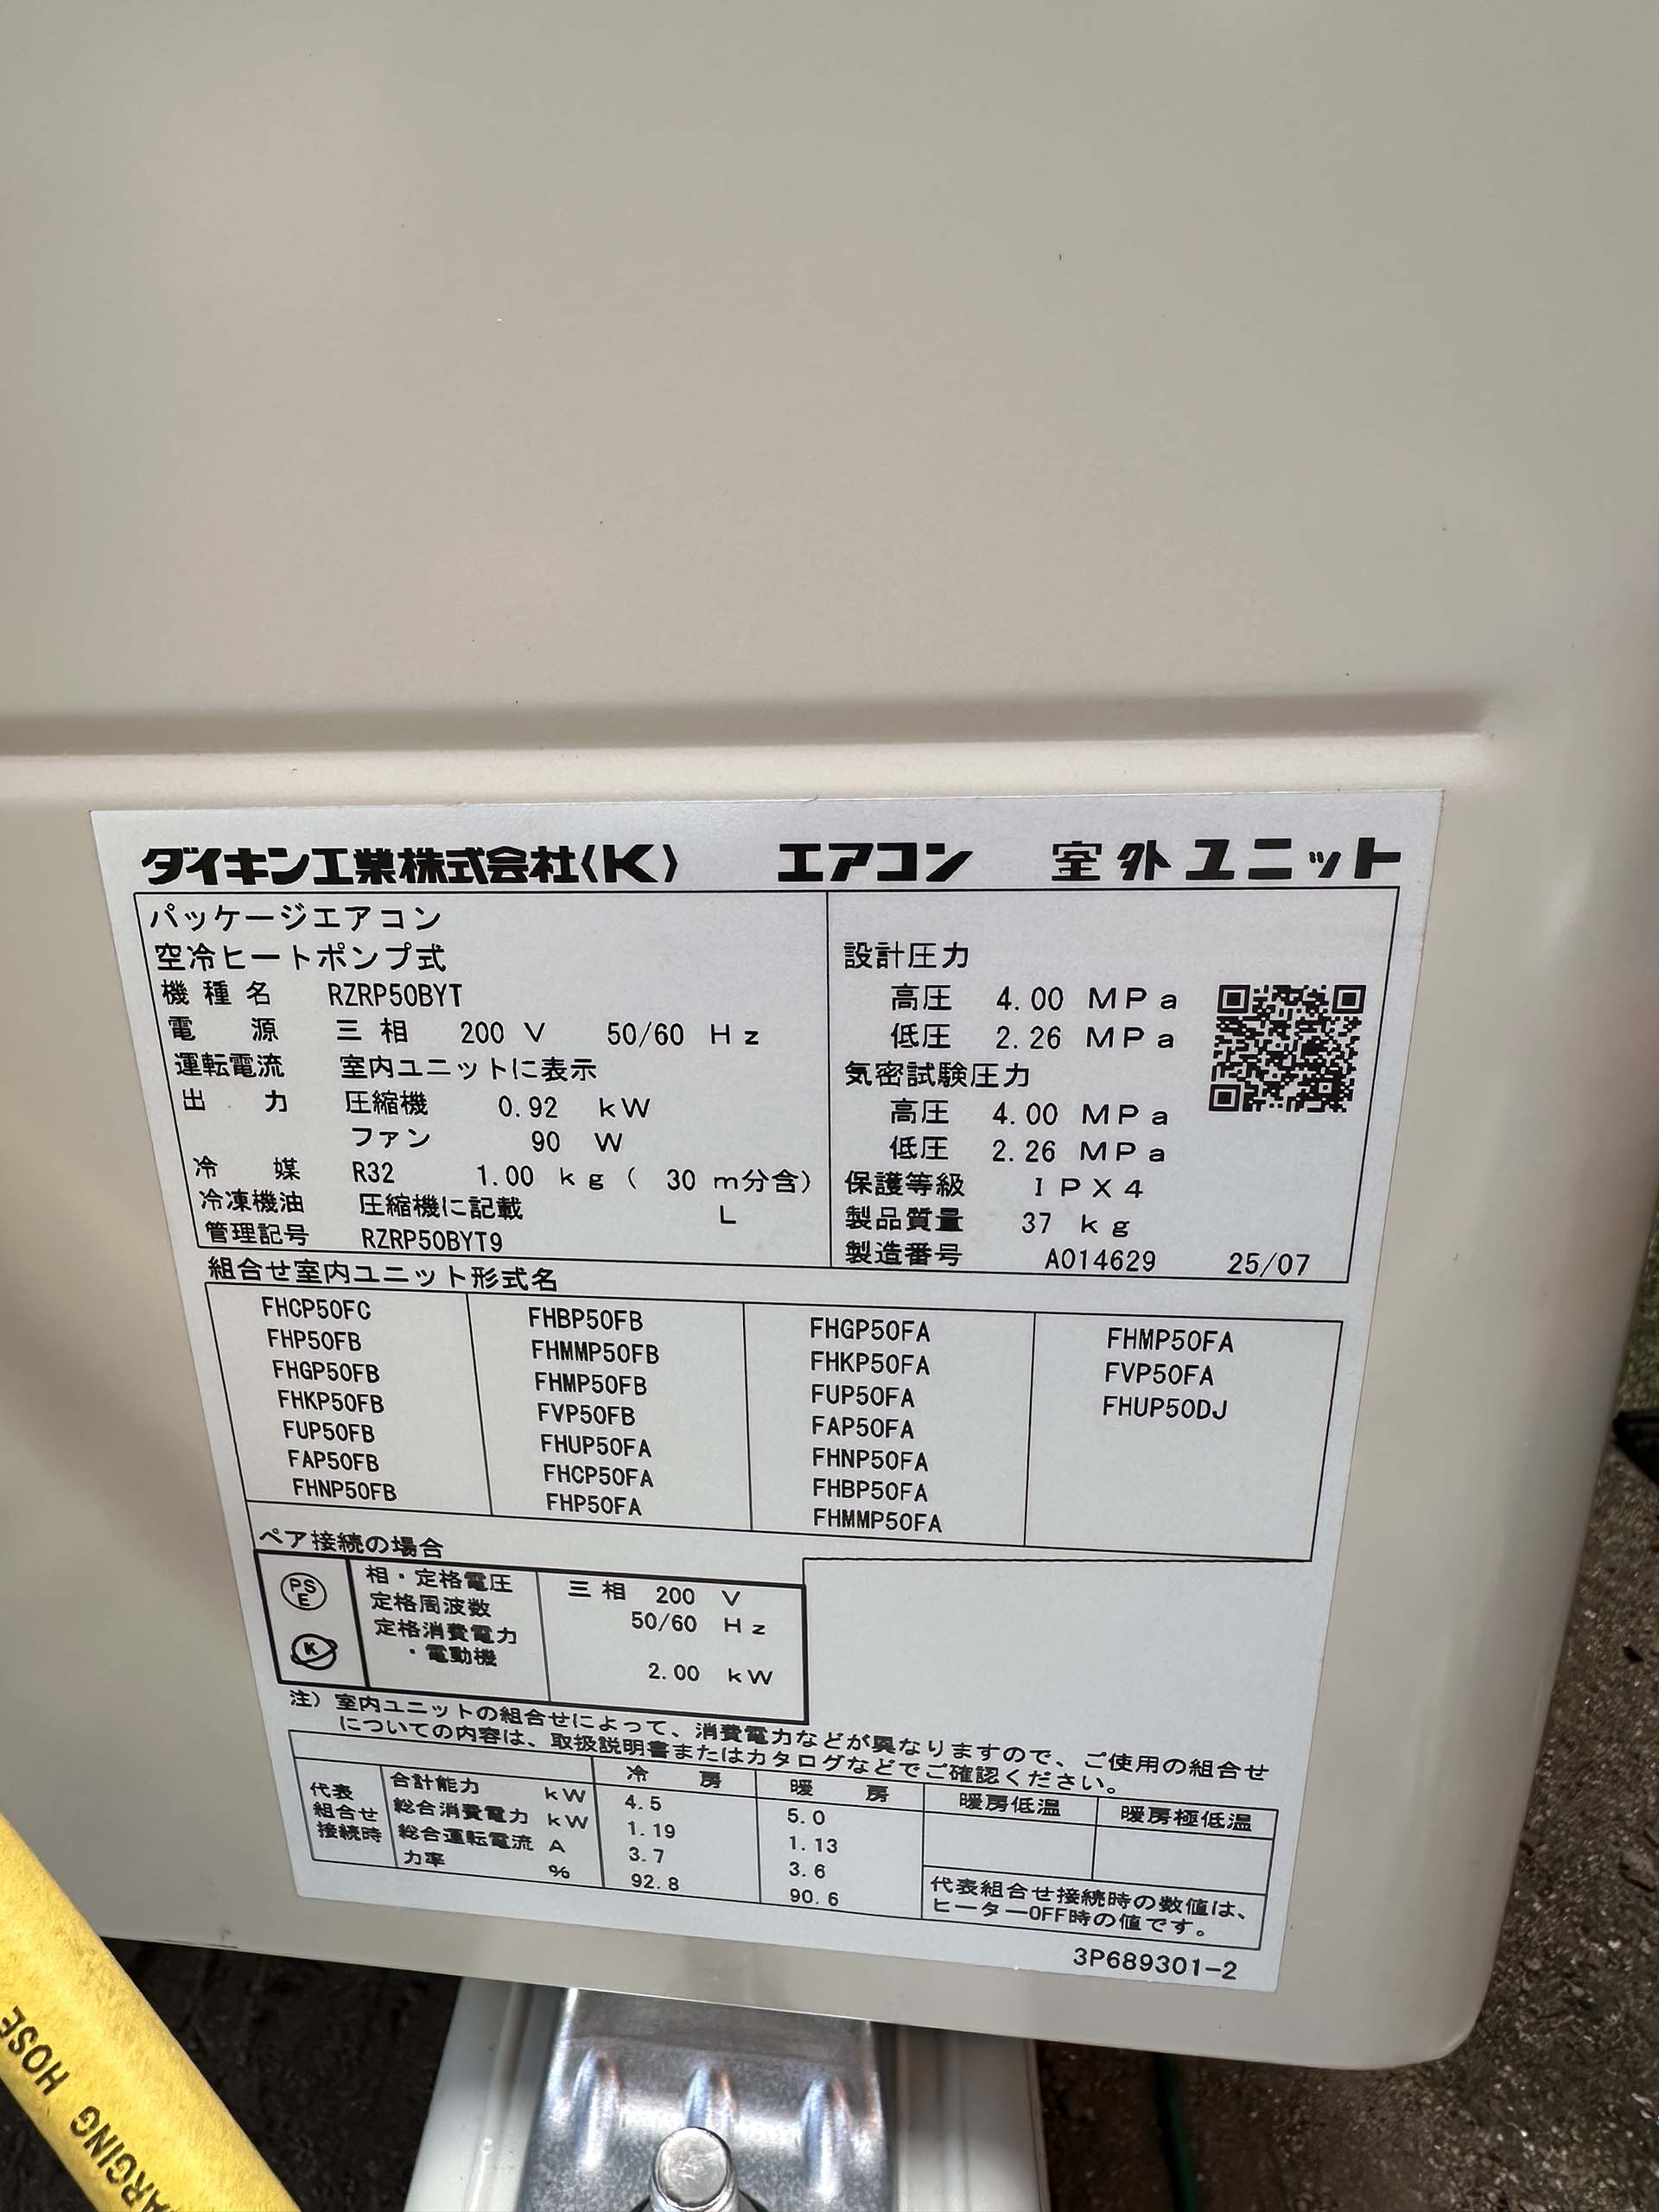 ダイキン工業株式会社〈K〉 エアコン 室外ユニット
パッケージエアコン
空冷ヒートポンプ式
機種名 RZRP50BYT
電源 三相 200 V 50/60 Hz
運転電流 室内ユニットに表示
出力 圧縮機 0.92 kW
ファン 90 W
冷媒 R32 1.00 kg ( 30 m分含)
冷凍機油 圧縮機に記載 L
管理記号 RZRP50BYT9
設計圧力
高圧 4.00 MPa
低圧 2.26 MPa
気密試験圧力
高圧 4.00 MPa
低圧 2.26 MPa
保護等級 IPX4
製品質量 37 kg
製造番号 A014629 25/07
組合せ室内ユニット形式名
FHCP50FC
FHP50FB
FHGP50FB
FHKP50FB
FUP50FB
FAP50FB
FHNP50FB
FHBP50FB
FHMMP50FB
FHMP50FB
FVP50FB
FHUP50FA
FHCP50FA
FHP50FA
FHGP50FA
FHKP50FA
FUP50FA
FAP50FA
FHNP50FA
FHBP50FA
FHMMP50FA
FHMP50FA
FVP50FA
FHUP50DJ
ペア接続の場合
PS
E
K
相・定格電圧 三相 200 V
定格周波数 50/60 Hz
定格消費電力
・電動機 2.00 kW
注) 室内ユニットの組合せによって、消費電力などが異なりますので、ご使用の組合せ
についての内容は、取扱説明書またはカタログなどでご確認ください。
冷房 暖房 暖房低温 暖房極低温
代表
組合せ
接続時
合計能力 kW 4.5 5.0
総合消費電力 kW 1.19 1.13
総合運転電流 A 3.7 3.6
力率 % 92.8 90.6
代表組合せ接続時の数値は、
ヒーターOFF時の値です。
3P689301-2
ARGING HOSE